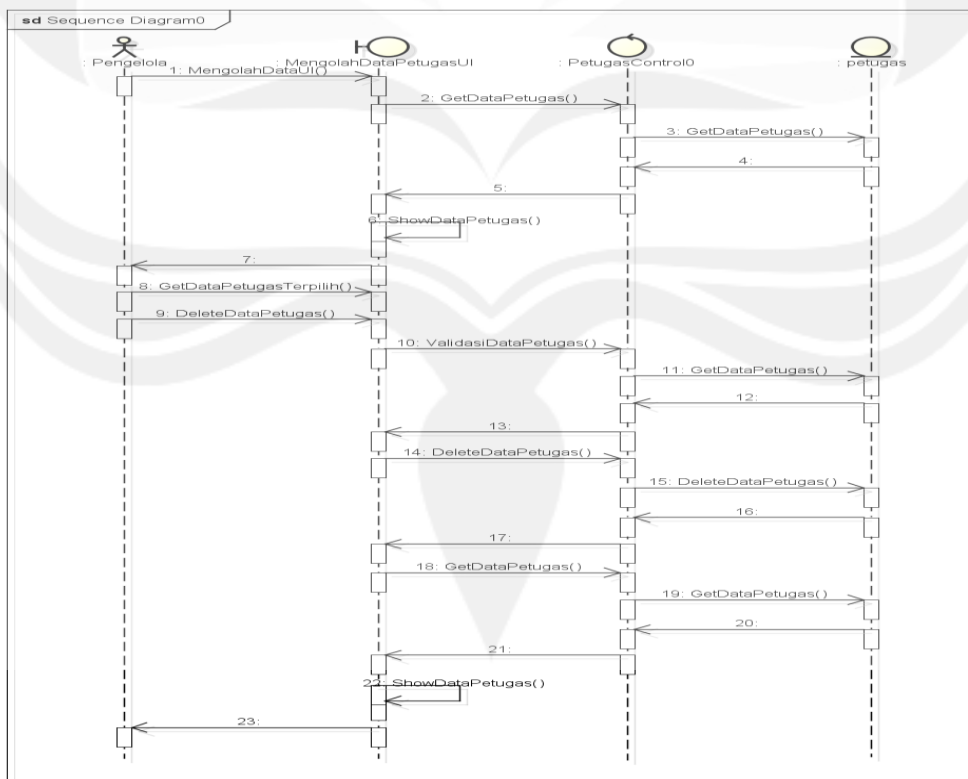 sd Sequence Diagram0
: Pengelola
: MengolahDataPetugasUI
: PetugasControl0
: petugas
1: MengolahDataUI()
2: GetDataPetugas()
3: GetDataPetugas()
4:
5:
6: ShowDataPetugas()
7:
8: GetDataPetugasTerpilih()
9: DeleteDataPetugas()
10: ValidasiDataPetugas()
11: GetDataPetugas()
12:
13:
14: DeleteDataPetugas()
15: DeleteDataPetugas()
16:
17:
18: GetDataPetugas()
19: GetDataPetugas()
20:
21:
22: ShowDataPetugas()
23: